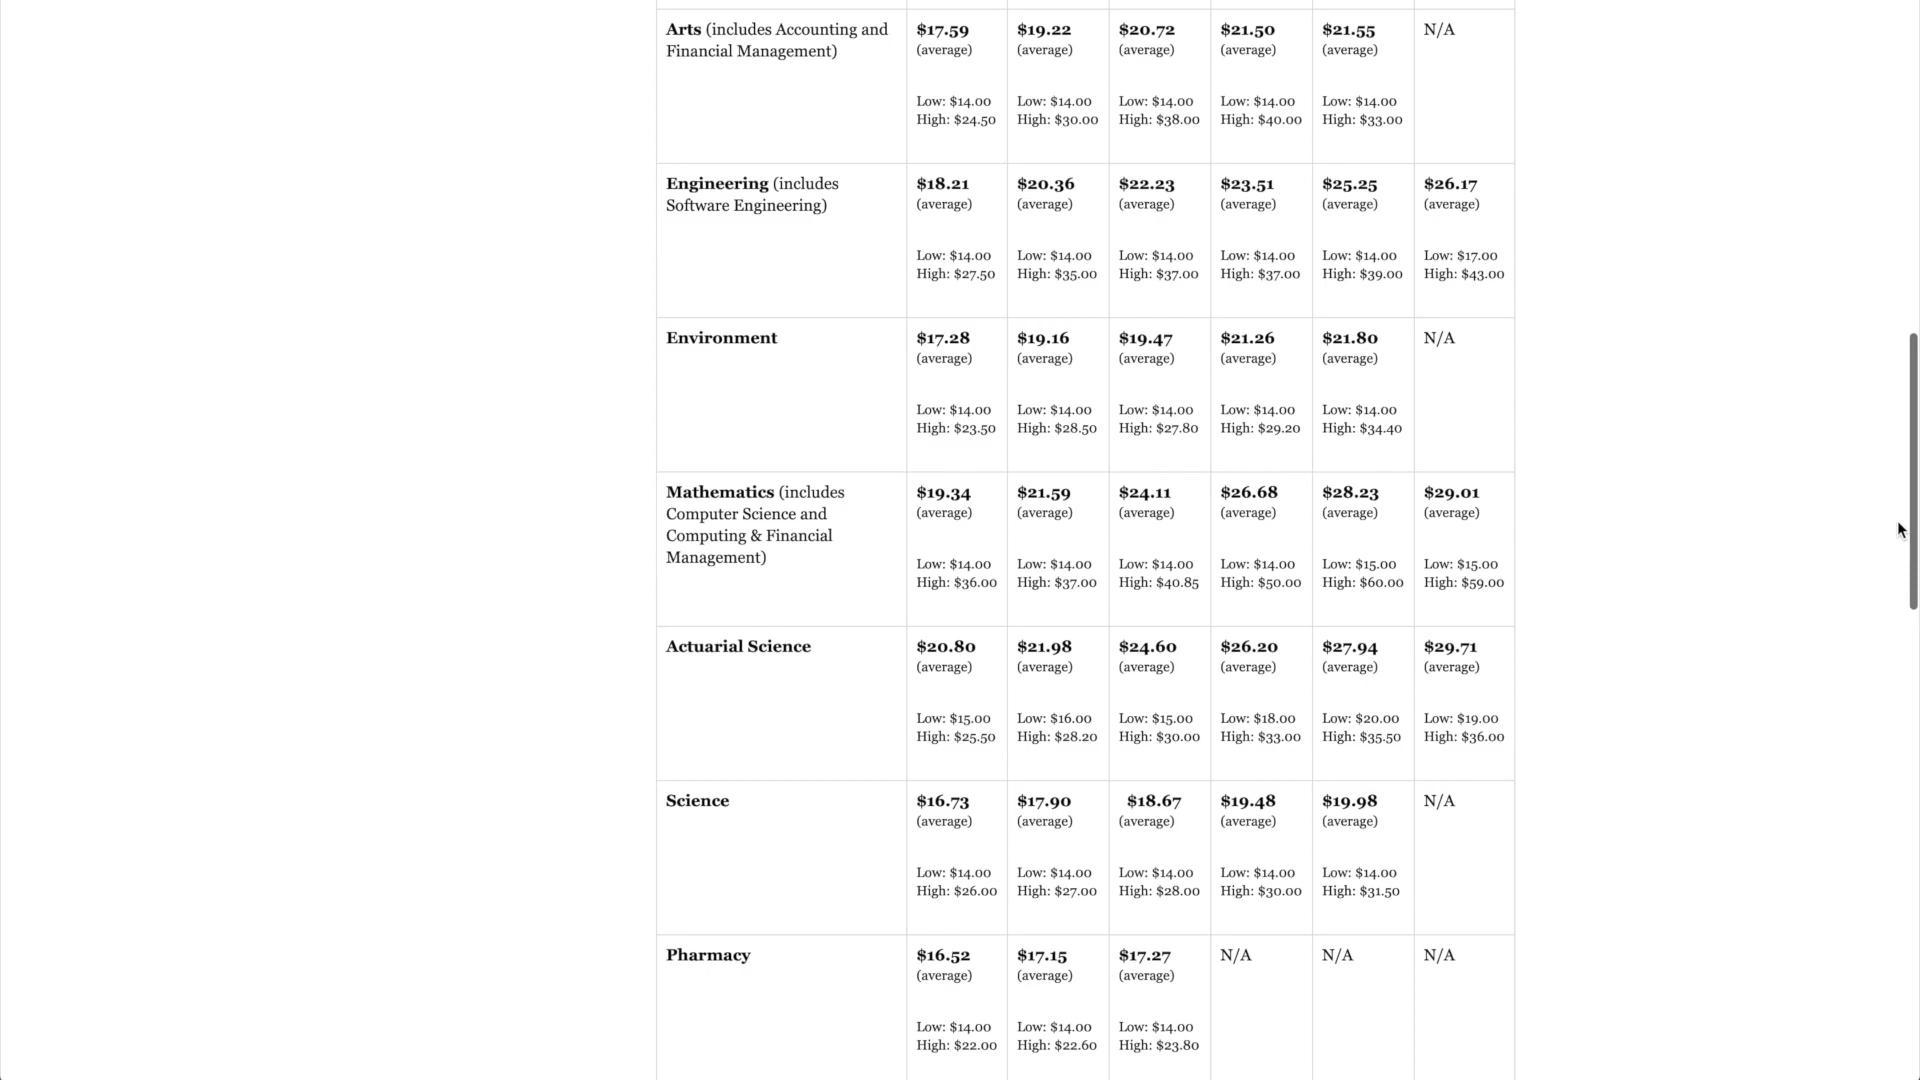 Arts (includes Accounting and
Financial Management)
$17.59
(average)
Low: $14.00
High: $24.50
$19.22
(average)
Low: $14.00
High: $30.00
$20.72
(average)
Low: $14.00
High: $38.00
$21.50
(average)
Low: $14.00
High: $40.00
$21.55
(average)
Low: $14.00
High: $33.00
N/A
Engineering (includes
Software Engineering)
$18.21
(average)
Low: $14.00
High: $27.50
$20.36
(average)
Low: $14.00
High: $35.00
$22.23
(average)
Low: $14.00
High: $37.00
$23.51
(average)
Low: $14.00
High: $37.00
$25.25
(average)
Low: $14.00
High: $39.00
$26.17
(average)
Low: $17.00
High: $43.00
Environment
$17.28
(average)
Low: $14.00
High: $23.50
$19.16
(average)
Low: $14.00
High: $28.50
$19.47
(average)
Low: $14.00
High: $27.80
$21.26
(average)
Low: $14.00
High: $29.20
$21.80
(average)
Low: $14.00
High: $34.40
N/A
Mathematics (includes
Computer Science and
Computing & Financial
Management)
$19.34
(average)
Low: $14.00
High: $36.00
$21.59
(average)
Low: $14.00
High: $37.00
$24.11
(average)
Low: $14.00
High: $40.85
$26.68
(average)
Low: $14.00
High: $50.00
$28.23
(average)
Low: $15.00
High: $60.00
$29.01
(average)
Low: $15.00
High: $59.00
Actuarial Science
$20.80
(average)
Low: $15.00
High: $25.50
$21.98
(average)
Low: $16.00
High: $28.20
$24.60
(average)
Low: $15.00
High: $30.00
$26.20
(average)
Low: $18.00
High: $33.00
$27.94
(average)
Low: $20.00
High: $35.50
$29.71
(average)
Low: $19.00
High: $36.00
Science
$16.73
(average)
Low: $14.00
High: $26.00
$17.90
(average)
Low: $14.00
High: $27.00
$18.67
(average)
Low: $14.00
High: $28.00
$19.48
(average)
Low: $14.00
High: $30.00
$19.98
(average)
Low: $14.00
High: $31.50
N/A
Pharmacy
$16.52
(average)
Low: $14.00
High: $22.00
$17.15
(average)
Low: $14.00
High: $22.60
$17.27
(average)
Low: $14.00
High: $23.80
N/A
N/A
N/A